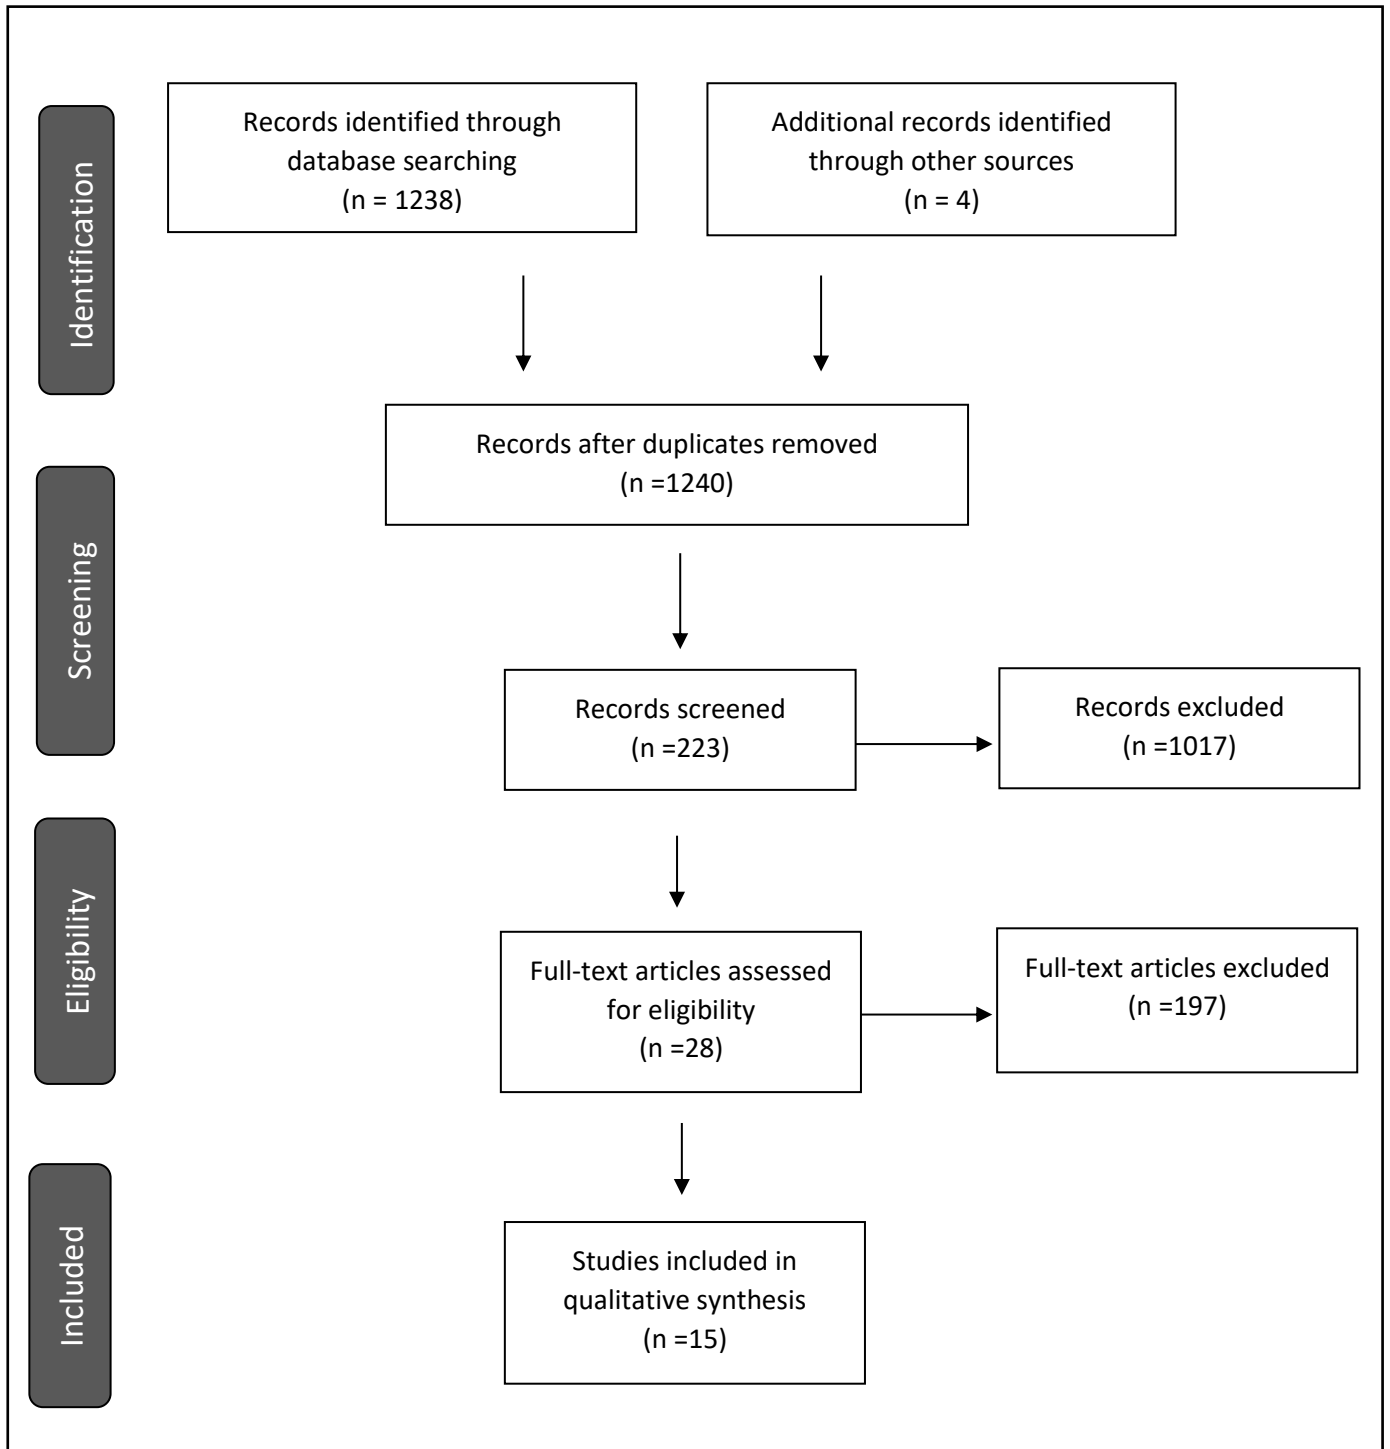 Identification
Records identified through
database searching
(n = 1238)
Additional records identified
through other sources
(n = 4)
Records after duplicates removed
(n =1240)
Screening
Records screened
(n =223)
Records excluded
(n =1017)
Eligibility
Full-text articles assessed
for eligibility
(n =28)
Full-text articles excluded
(n =197)
Included
Studies included in
qualitative synthesis
(n =15)